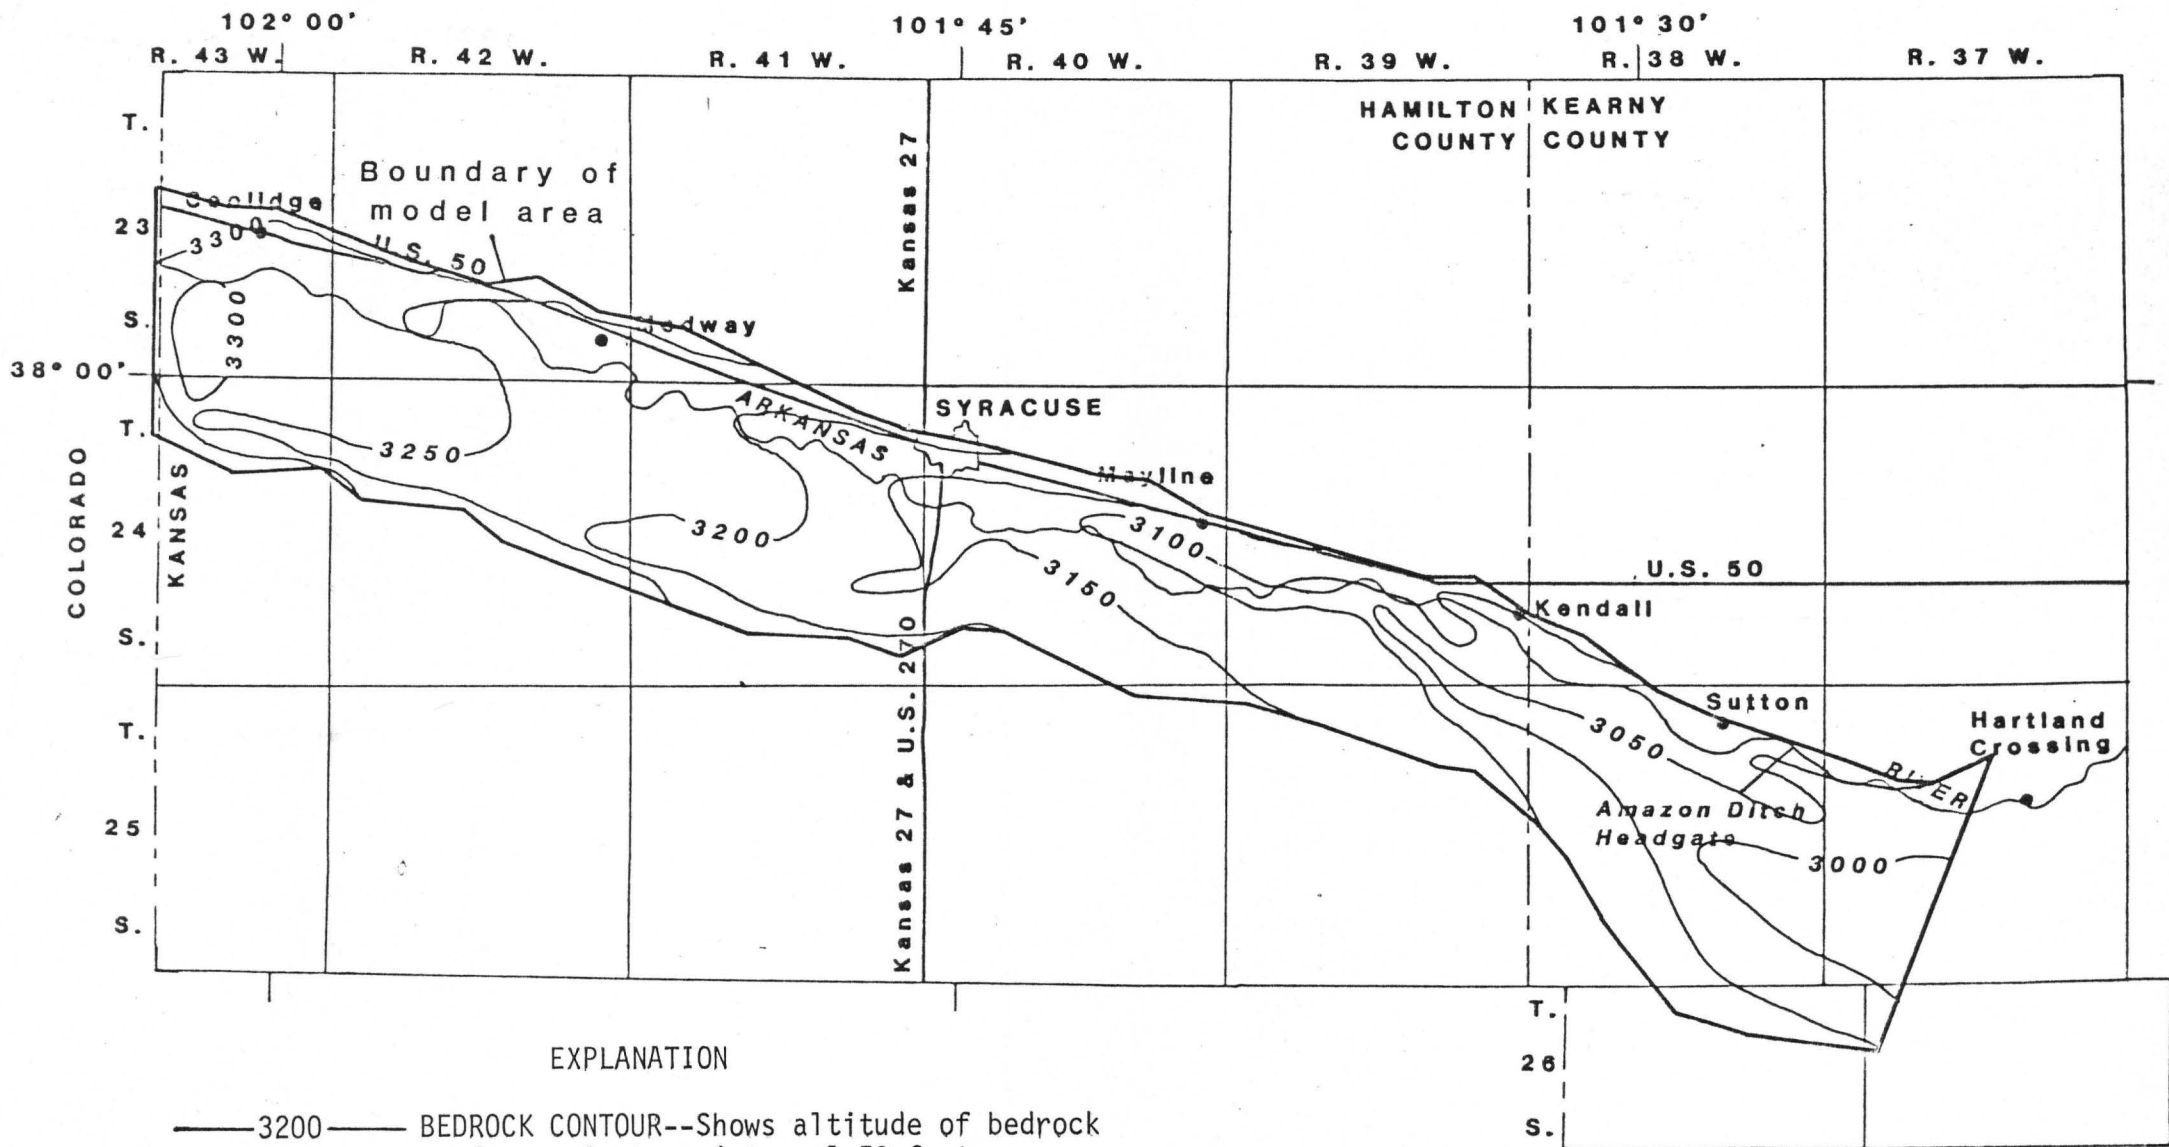 102° 00' 101° 45' 101° 30'
R. 43 W. R. 42 W. R. 41 W. R. 40 W. R. 39 W. R. 38 W. R. 37 W.
HAMILTON KEARNY
COUNTY COUNTY
T.
23
S.
Boundary of
model area
Coolidge
3300
U.S. 50
Kansas 27
3300
Medway
38° 00'
ARKANSAS
SYRACUSE
T.
24
S.
COLORADO
KANSAS
3250
3200
Mayline
3100
3150
U.S. 50
Kendall
Kansas 27 & U.S. 270
T.
25
S.
Sutton
3050
Hartland
Crossing
RIVER
Amazon Ditch
Headgate
3000
T.
26
S.
EXPLANATION
3200 BEDROCK CONTOUR--Shows altitude of bedrock